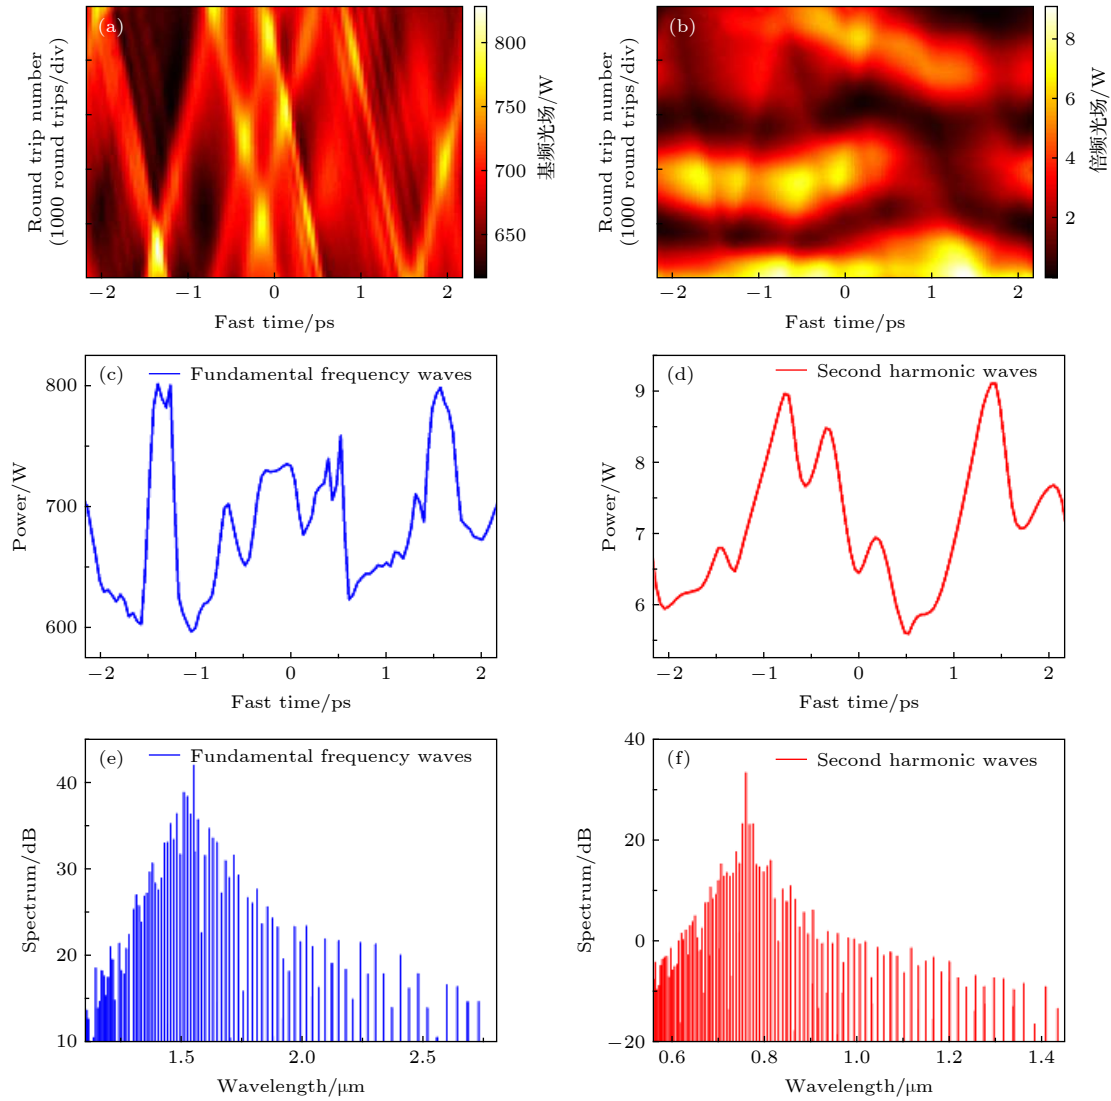 (a)
Round trip number
(1000 round trips/div)
−2
−1
0
1
2
Fast time/ps
800
750
700
650
基频光场/W
(b)
Round trip number
(1000 round trips/div)
−2
−1
0
1
2
Fast time/ps
8
6
4
2
倍频光场/W
(c)
Fundamental frequency waves
800
700
600
Power/W
−2
−1
0
1
2
Fast time/ps
(d)
Second harmonic waves
9
8
7
6
Power/W
−2
−1
0
1
2
Fast time/ps
(e)
Fundamental frequency waves
40
30
20
10
Spectrum/dB
1.5
2.0
2.5
Wavelength/μm
(f)
Second harmonic waves
40
20
0
−20
Spectrum/dB
0.6
0.8
1.0
1.2
1.4
Wavelength/μm